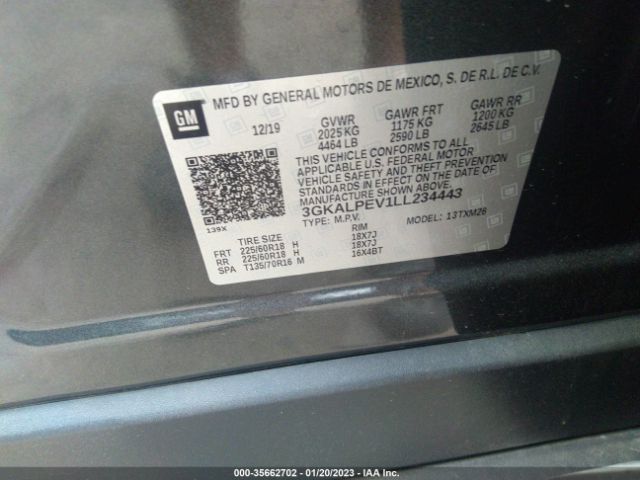 GM
MFD BY GENERAL MOTORS DE MEXICO, S. DE R.L. DE C.V.
12/19 GVWR GAWR FRT GAWR RR
2025 KG 1175 KG 1200 KG
4464 LB 2590 LB 2645 LB
THIS VEHICLE CONFORMS TO ALL
APPLICABLE U.S. FEDERAL MOTOR
VEHICLE SAFETY AND THEFT PREVENTION
STANDARDS IN EFFECT ON THE DATE OF
MANUFACTURE SHOWN ABOVE.
3GKALPEV1LL234443
139X TYPE: M.P.V. MODEL: 13TXM26
TIRE SIZE RIM
FRT 225/60R18 H 18X7J
RR 225/60R18 H 18X7J
SPA T135/70R16 M 16X4BT
000-35662702 - 01/20/2023 - IAA Inc.